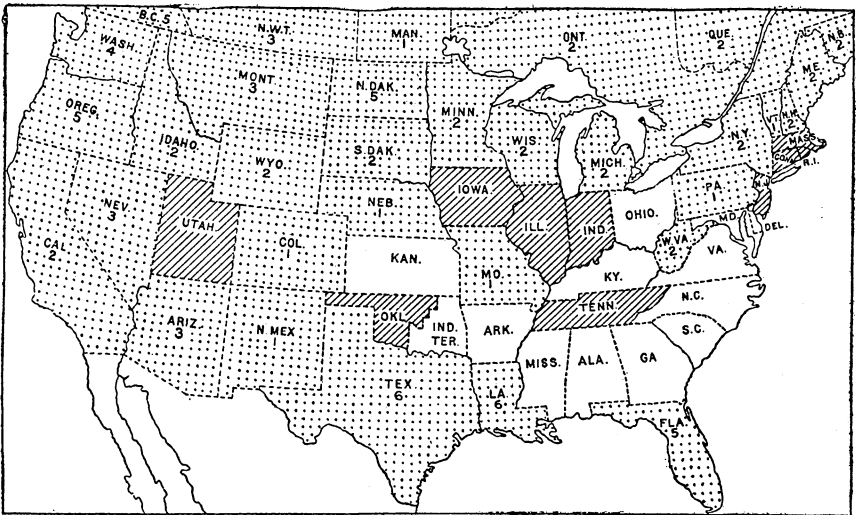 B.C. 5
N.W.T.
3
MAN.
1
ONT.
2
QUE.
2
N.B.
2
WASH.
4
MONT.
3
N.DAK.
5
MINN.
2
ME.
2
OREG.
5
IDAHO.
2
WYO.
2
S.DAK.
2
WIS.
2
MICH.
2
N.Y.
2
VT.
N.H.
2
MASS.
CONN.
R.I.
NEV.
3
UTAH.
NEB.
1
IOWA.
ILL.
IND.
OHIO.
PA.
1
N.J.
CAL.
2
COL.
1
KAN.
MO.
1
KY.
W.VA.
2
VA.
MD.
DEL.
ARIZ.
3
N.MEX
1
OKL.
IND.
TER.
ARK.
TENN.
N.C.
S.C.
TEX.
6
LA.
6
MISS.
ALA.
GA
FLA.
5